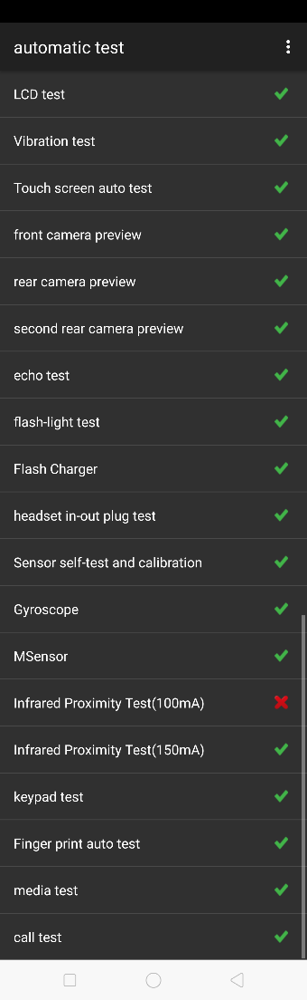 automatic test
LCD test
Vibration test
Touch screen auto test
front camera preview
rear camera preview
second rear camera preview
echo test
flash-light test
Flash Charger
headset in-out plug test
Sensor self-test and calibration
Gyroscope
MSensor
Infrared Proximity Test(100mA)
Infrared Proximity Test(150mA)
keypad test
Finger print auto test
media test
call test